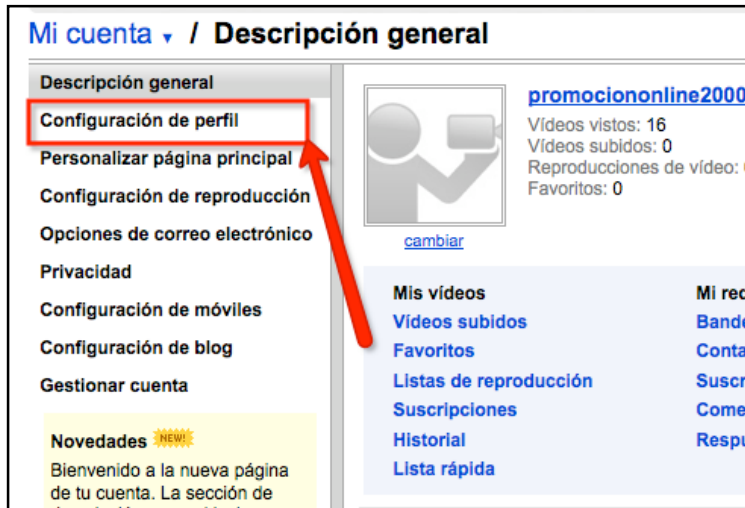 Mi cuenta / Descripción general
Descripción general
Configuración de perfil
Personalizar página principal
Configuración de reproducción
Opciones de correo electrónico
Privacidad
Configuración de móviles
Configuración de blog
Gestionar cuenta
Novedades NEW!
Bienvenido a la nueva página
de tu cuenta. La sección de
promociononline2000
Vídeos vistos: 16
Vídeos subidos: 0
Reproducciones de vídeo:
Favoritos: 0
cambiar
Mis vídeos
Vídeos subidos
Favoritos
Listas de reproducción
Suscripciones
Historial
Lista rápida
Mi